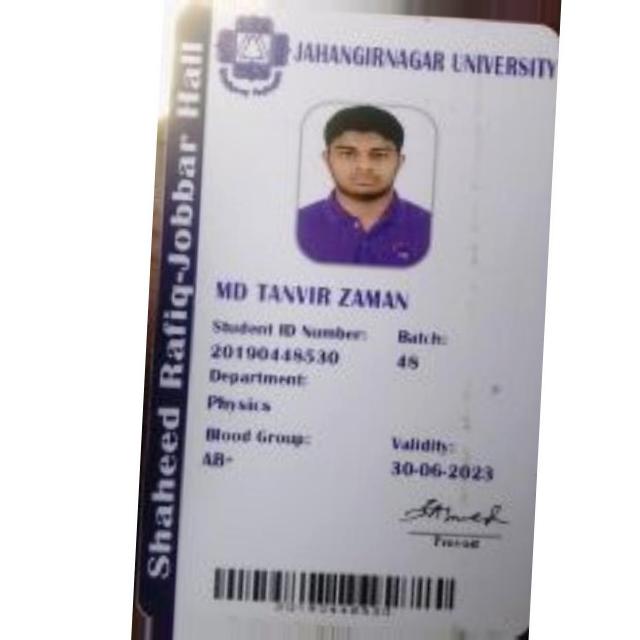 JAHANGIRNAGAR UNIVERSITY
Shaheed Rafiq-Jobbar Hall
MD TANVIR ZAMAN
Student ID Number:
20190448530
Batch:
48
Department:
Physics
Blood Group:
AB+
Validity:
30-06-2023
Provost
20190448530